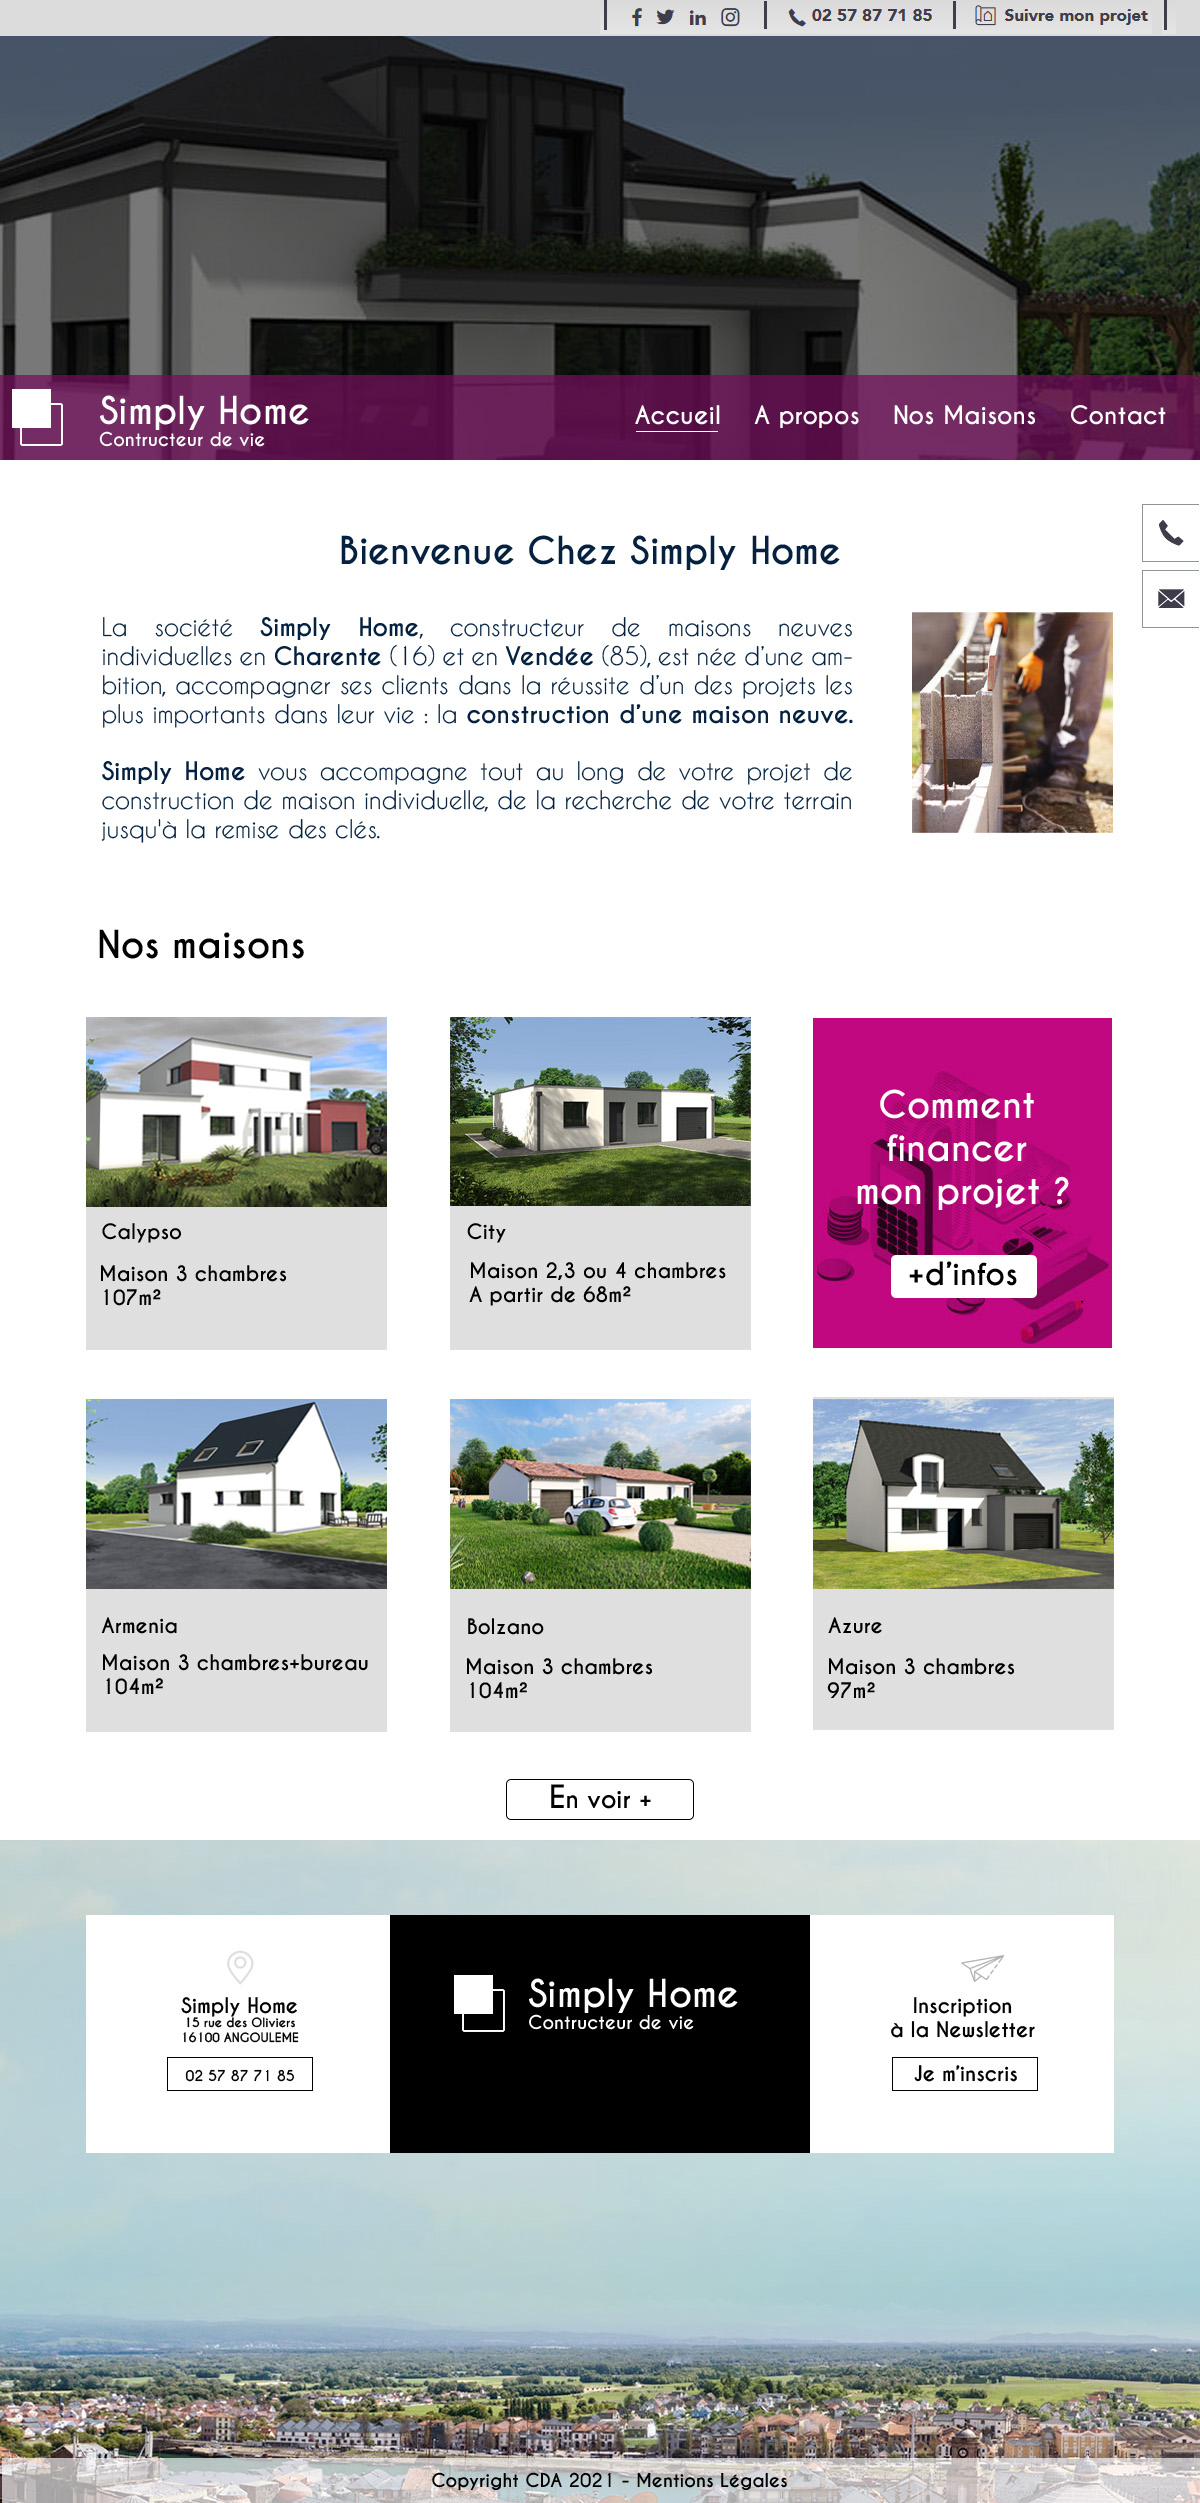 02 57 87 71 85
Suivre mon projet
Simply Home
Contructeur de vie
Accueil
A propos
Nos Maisons
Contact
Bienvenue Chez Simply Home
La société Simply Home, constructeur de maisons neuves
individuelles en Charente (16) et en Vendée (85), est née d’une am-
bition, accompagner ses clients dans la réussite d’un des projets les
plus importants dans leur vie : la construction d’une maison neuve.
Simply Home vous accompagne tout au long de votre projet de
construction de maison individuelle, de la recherche de votre terrain
jusqu'à la remise des clés.
Nos maisons
Calypso
Maison 3 chambres
107m²
City
Maison 2,3 ou 4 chambres
A partir de 68m²
Comment
financer
mon projet ?
+d’infos
Armenia
Maison 3 chambres+bureau
104m²
Bolzano
Maison 3 chambres
104m²
Azure
Maison 3 chambres
97m²
En voir +
Simply Home
15 rue des Oliviers
16100 ANGOULEME
02 57 87 71 85
Simply Home
Contructeur de vie
Inscription
à la Newsletter
Je m’inscris
Copyright CDA 2021 - Mentions Légales